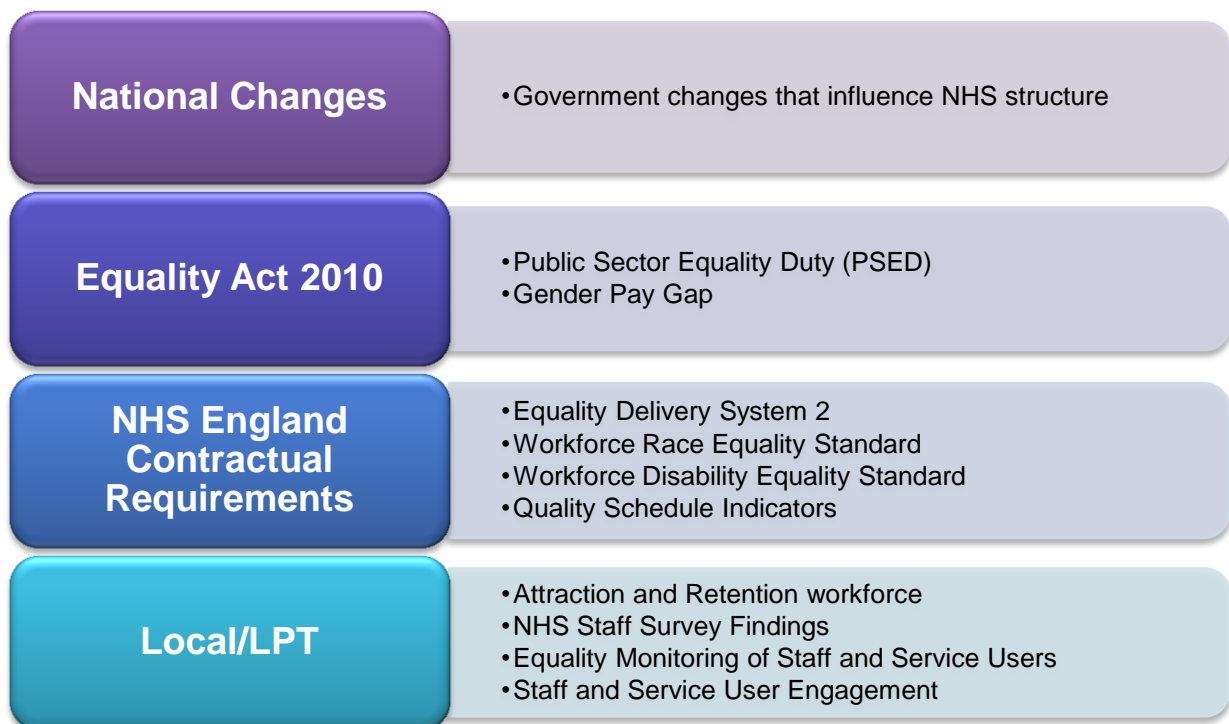 National Changes
•Government changes that influence NHS structure
Equality Act 2010
•Public Sector Equality Duty (PSED)
•Gender Pay Gap
NHS England
Contractual
Requirements
•Equality Delivery System 2
•Workforce Race Equality Standard
•Workforce Disability Equality Standard
•Quality Schedule Indicators
Local/LPT
•Attraction and Retention workforce
•NHS Staff Survey Findings
•Equality Monitoring of Staff and Service Users
•Staff and Service User Engagement